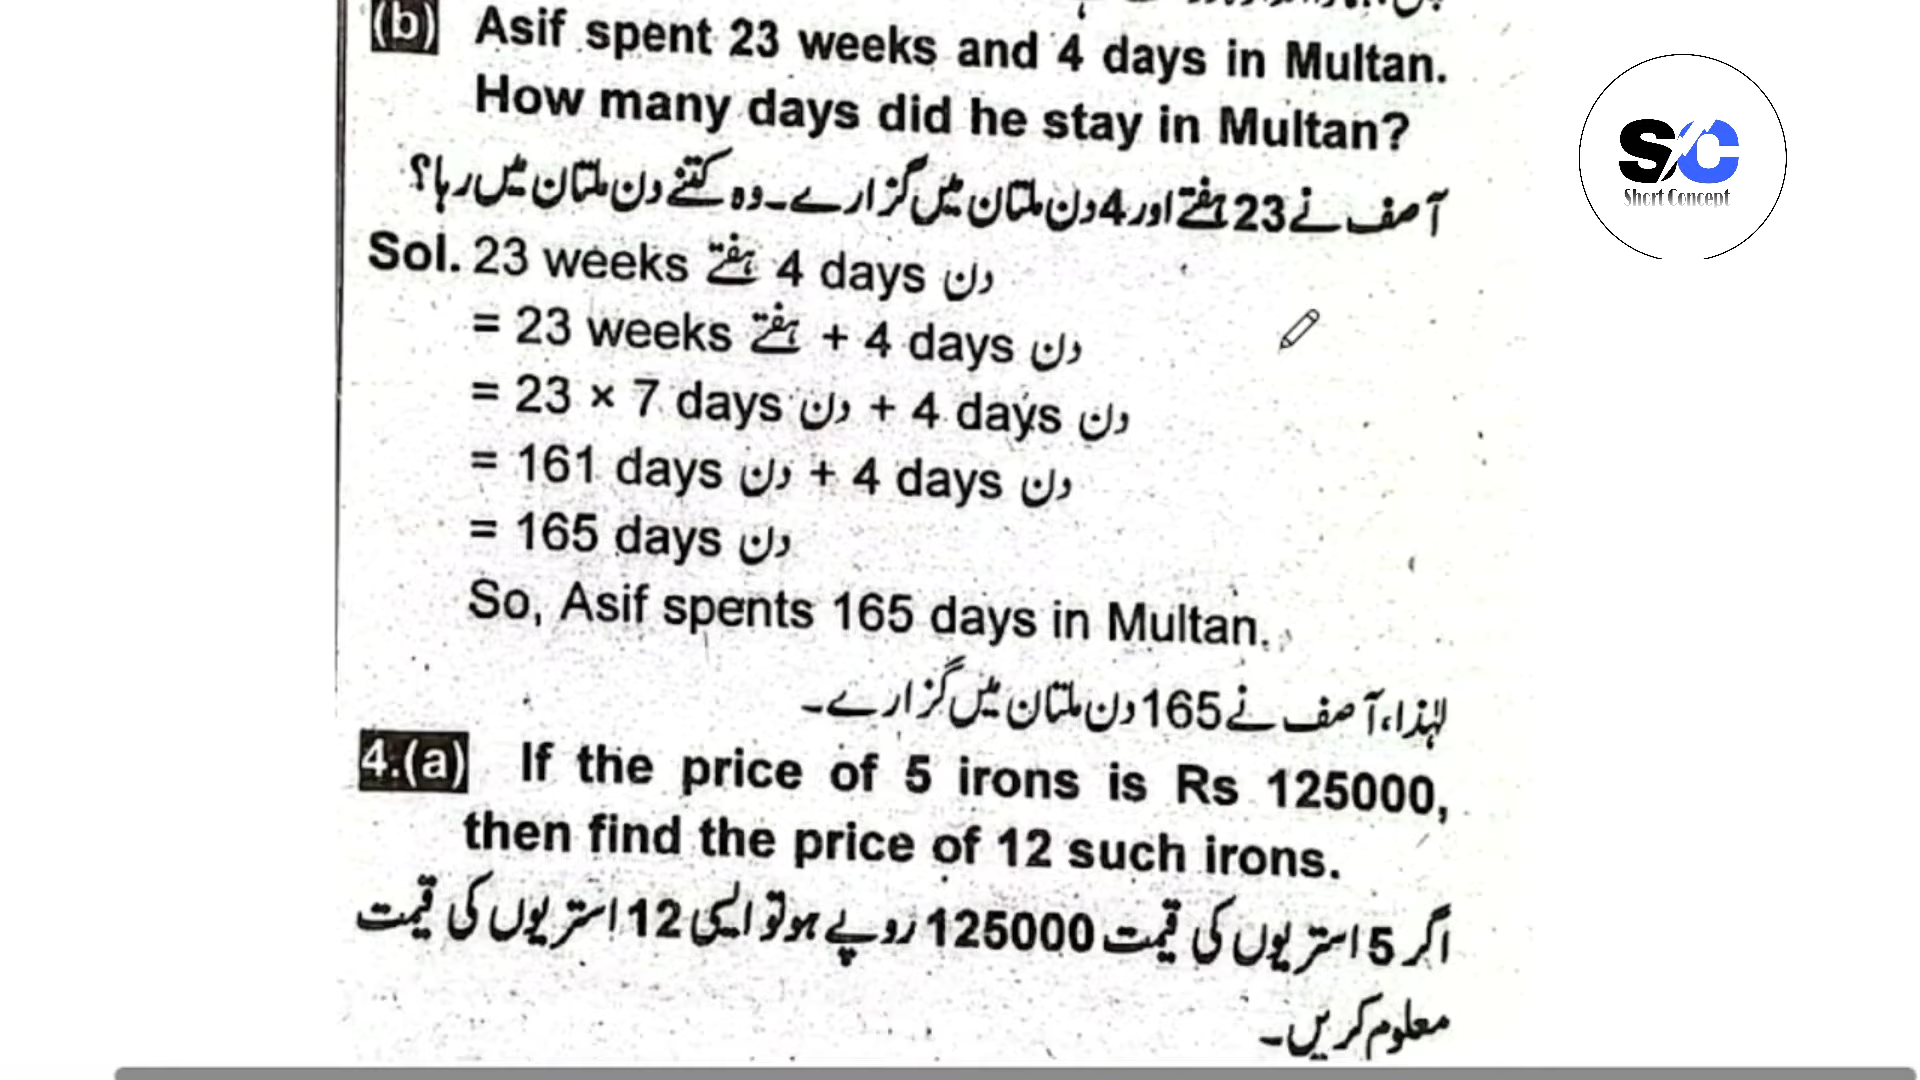 (b) Asif spent 23 weeks and 4 days in Multan.
How many days did he stay in Multan?
آصف نے 23 ہفتے اور 4 دن ملتان میں گزارے۔ وہ کتنے دن ملتان میں رہا؟
Sol. 23 weeks ہفتے 4 days دن
= 23 weeks ہفتے + 4 days دن
= 23 × 7 days دن + 4 days دن
= 161 days دن + 4 days دن
= 165 days دن
So, Asif spents 165 days in Multan.
لہٰذا، آصف نے 165 دن ملتان میں گزارے۔
4.(a) If the price of 5 irons is Rs 125000,
then find the price of 12 such irons.
اگر 5 استریوں کی قیمت 125000 روپے ہو تو ایسی 12 استریوں کی قیمت
معلوم کریں۔
S/C
Short Concept